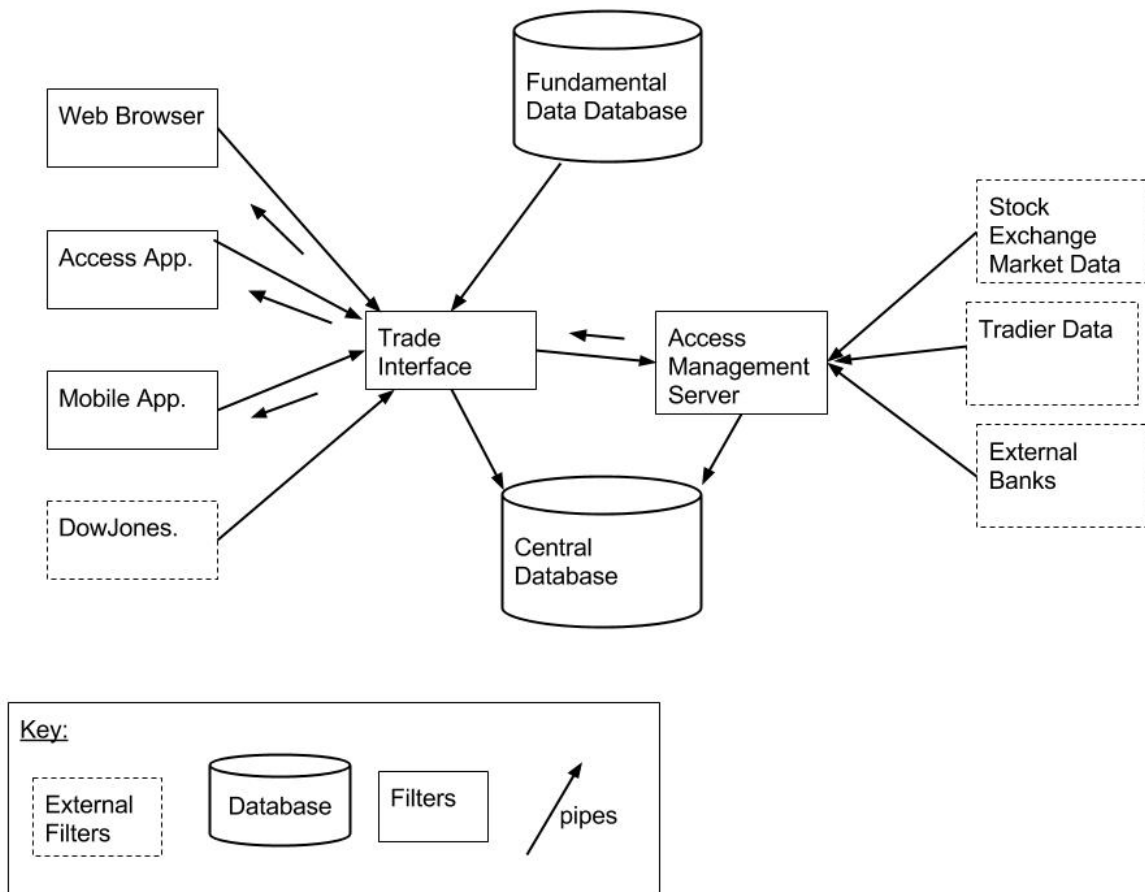 Fundamental
Data Database
Web Browser
Access App.
Mobile App.
DowJones.
Trade
Interface
Access
Management
Server
Central
Database
Stock
Exchange
Market Data
Tradier Data
External
Banks
Key:
External
Filters
Database
Filters
pipes